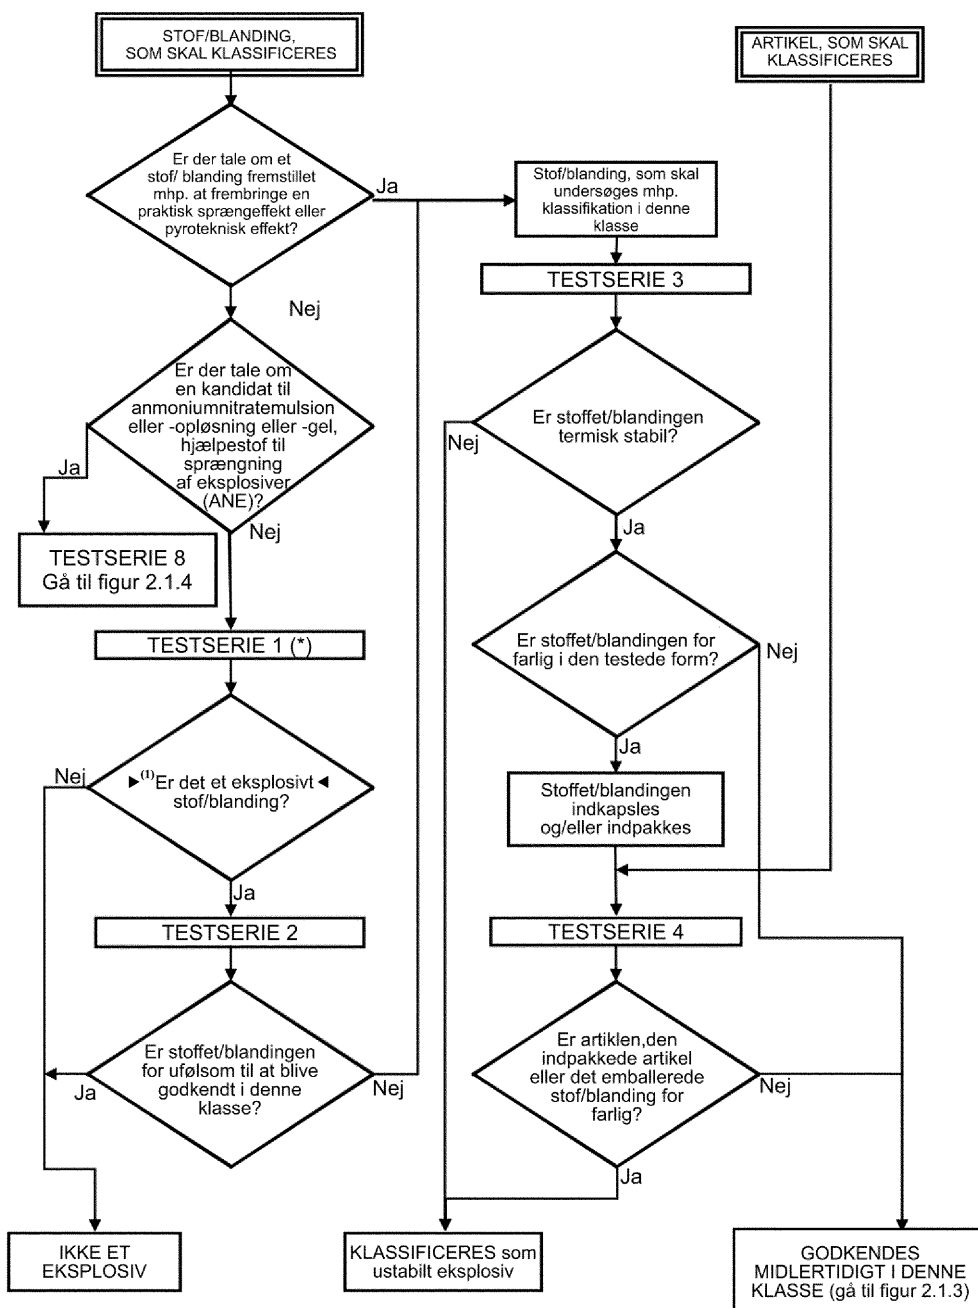 STOF/BLANDING,
SOM SKAL KLASSIFICERES
ARTIKEL, SOM SKAL
KLASSIFICERES
Er der tale om et
stof/ blanding fremstillet
mhp. at frembringe en
praktisk sprængeffekt eller
pyroteknisk effekt?
Ja
Stof/blanding, som skal
undersøges mhp.
klassifikation i denne
klasse
TESTSERIE 3
Nej
Er der tale om
en kandidat til
anmoniumnitratemulsion
eller -opløsning eller -gel,
hjælpestof til
sprængning
af eksplosiver
(ANE)?
Ja
Nej
TESTSERIE 8
Gå til figur 2.1.4
Er stoffet/blandingen
termisk stabil?
Nej
Ja
TESTSERIE 1 (*)
Er stoffet/blandingen for
farlig i den testede form?
Nej
Ja
►(1)Er det et eksplosivt ◄
stof/blanding?
Nej
Ja
Stoffet/blandingen
indkapsles
og/eller indpakkes
TESTSERIE 2
TESTSERIE 4
Er stoffet/blandingen
for ufølsom til at blive
godkendt i denne
klasse?
Ja
Nej
Er artiklen,den
indpakkede artikel
eller det emballerede
stof/blanding for
farlig?
Nej
Ja
IKKE ET
EKSPLOSIV
KLASSIFICERES som
ustabilt eksplosiv
GODKENDES
MIDLERTIDIGT I DENNE
KLASSE (gå til figur 2.1.3)